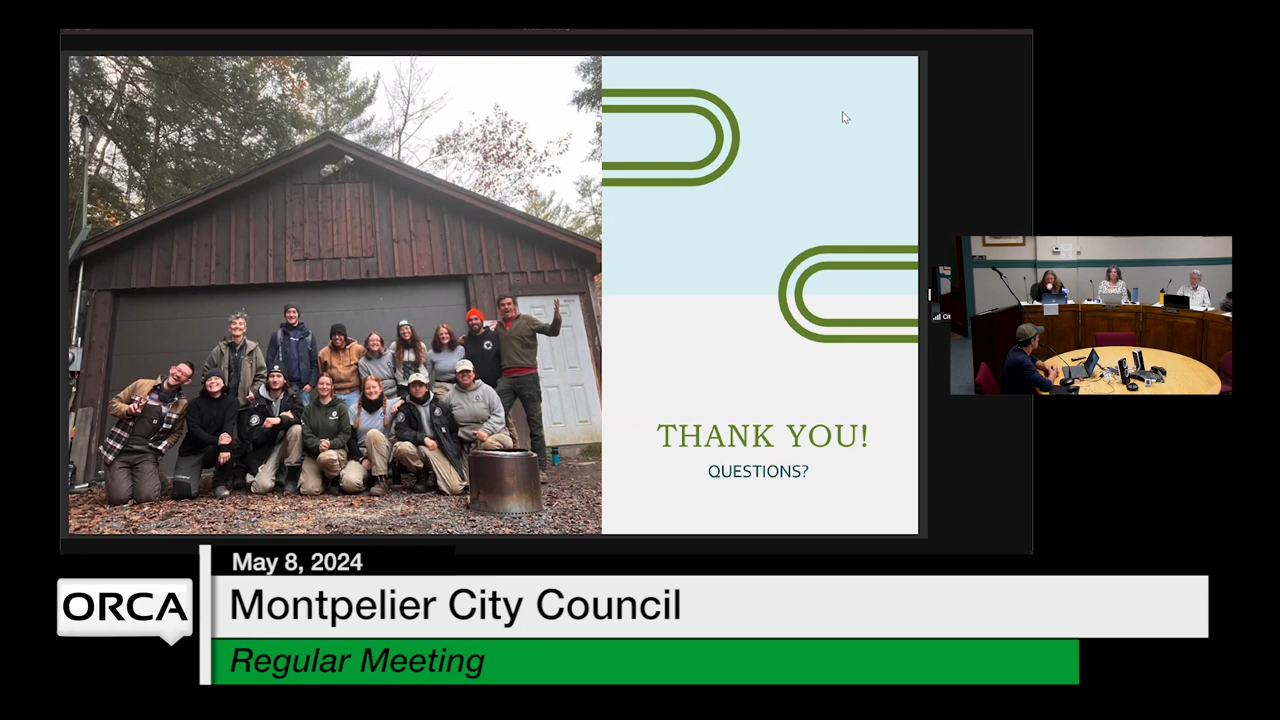 THANK YOU!
QUESTIONS?
May 8, 2024
ORCA
Montpelier City Council
Regular Meeting